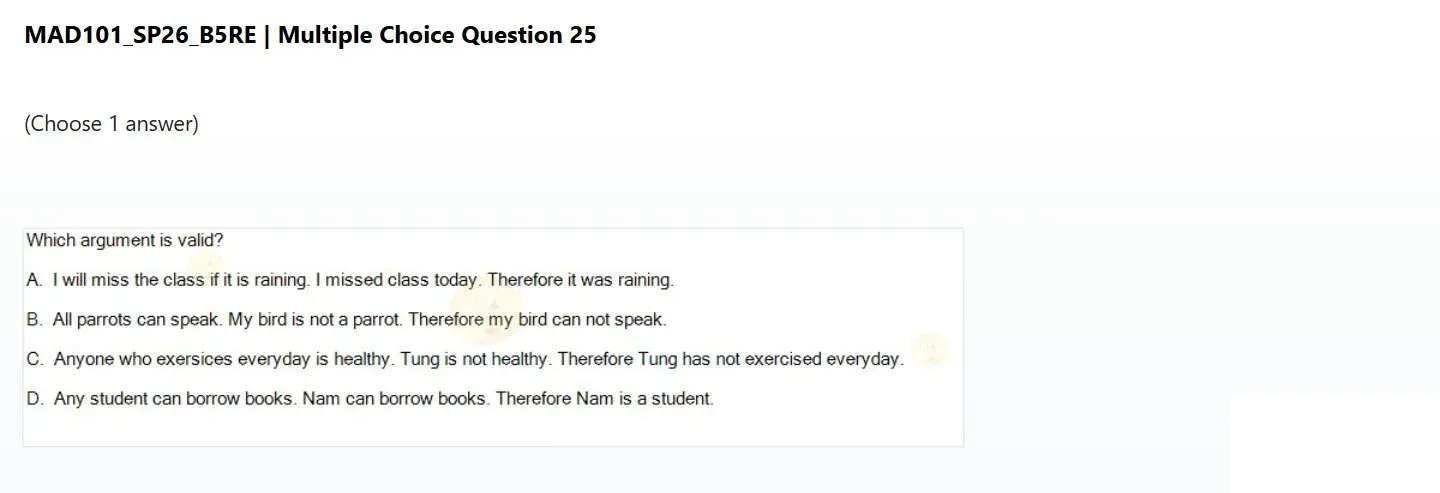 MAD101_SP26_B5RE | Multiple Choice Question 25
(Choose 1 answer)
Which argument is valid?
A. I will miss the class if it is raining. I missed class today. Therefore it was raining.
B. All parrots can speak. My bird is not a parrot. Therefore my bird can not speak.
C. Anyone who exersices everyday is healthy. Tung is not healthy. Therefore Tung has not exercised everyday.
D. Any student can borrow books. Nam can borrow books. Therefore Nam is a student.